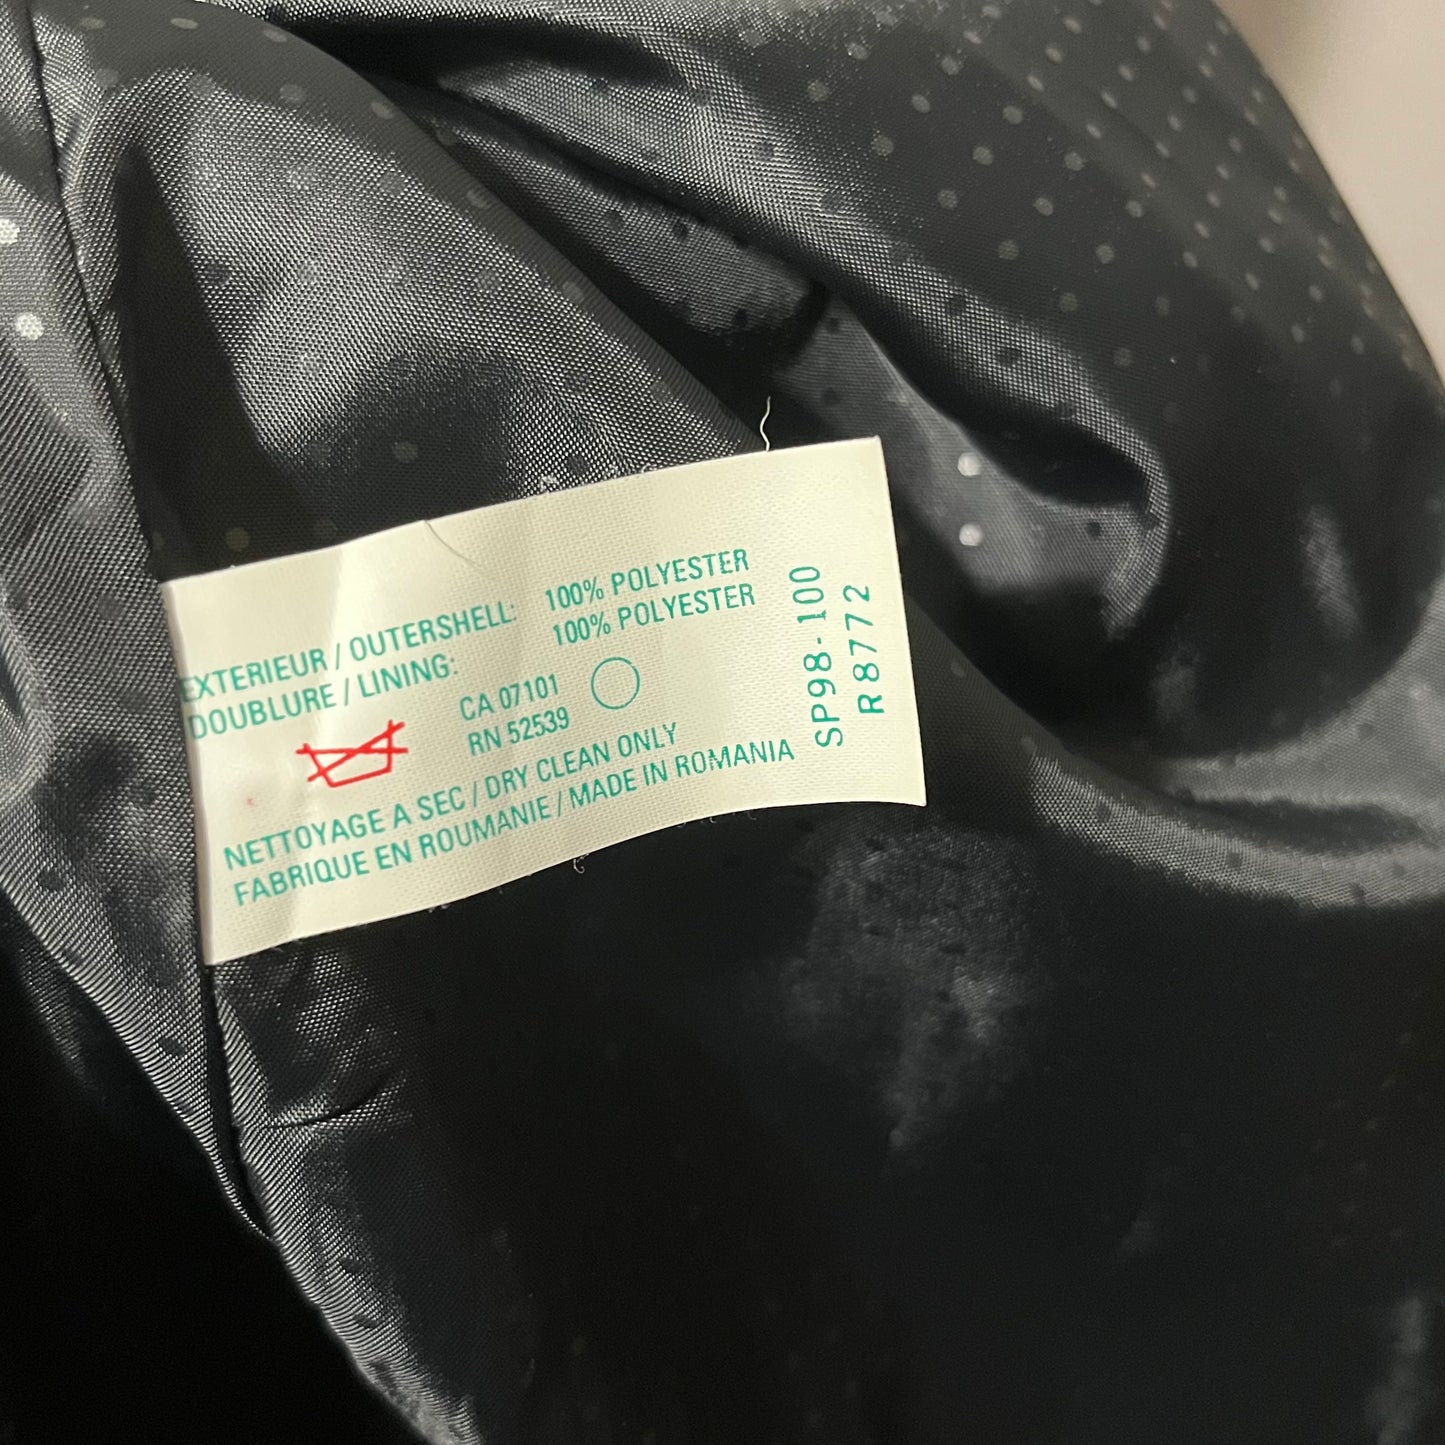 EXTERIEUR / OUTERSHELL: 100% POLYESTER
DOUBLURE / LINING: 100% POLYESTER
CA 07101
RN 52539
NETTOYAGE A SEC / DRY CLEAN ONLY
FABRIQUE EN ROUMANIE / MADE IN ROMANIA
SP98-100
R8772